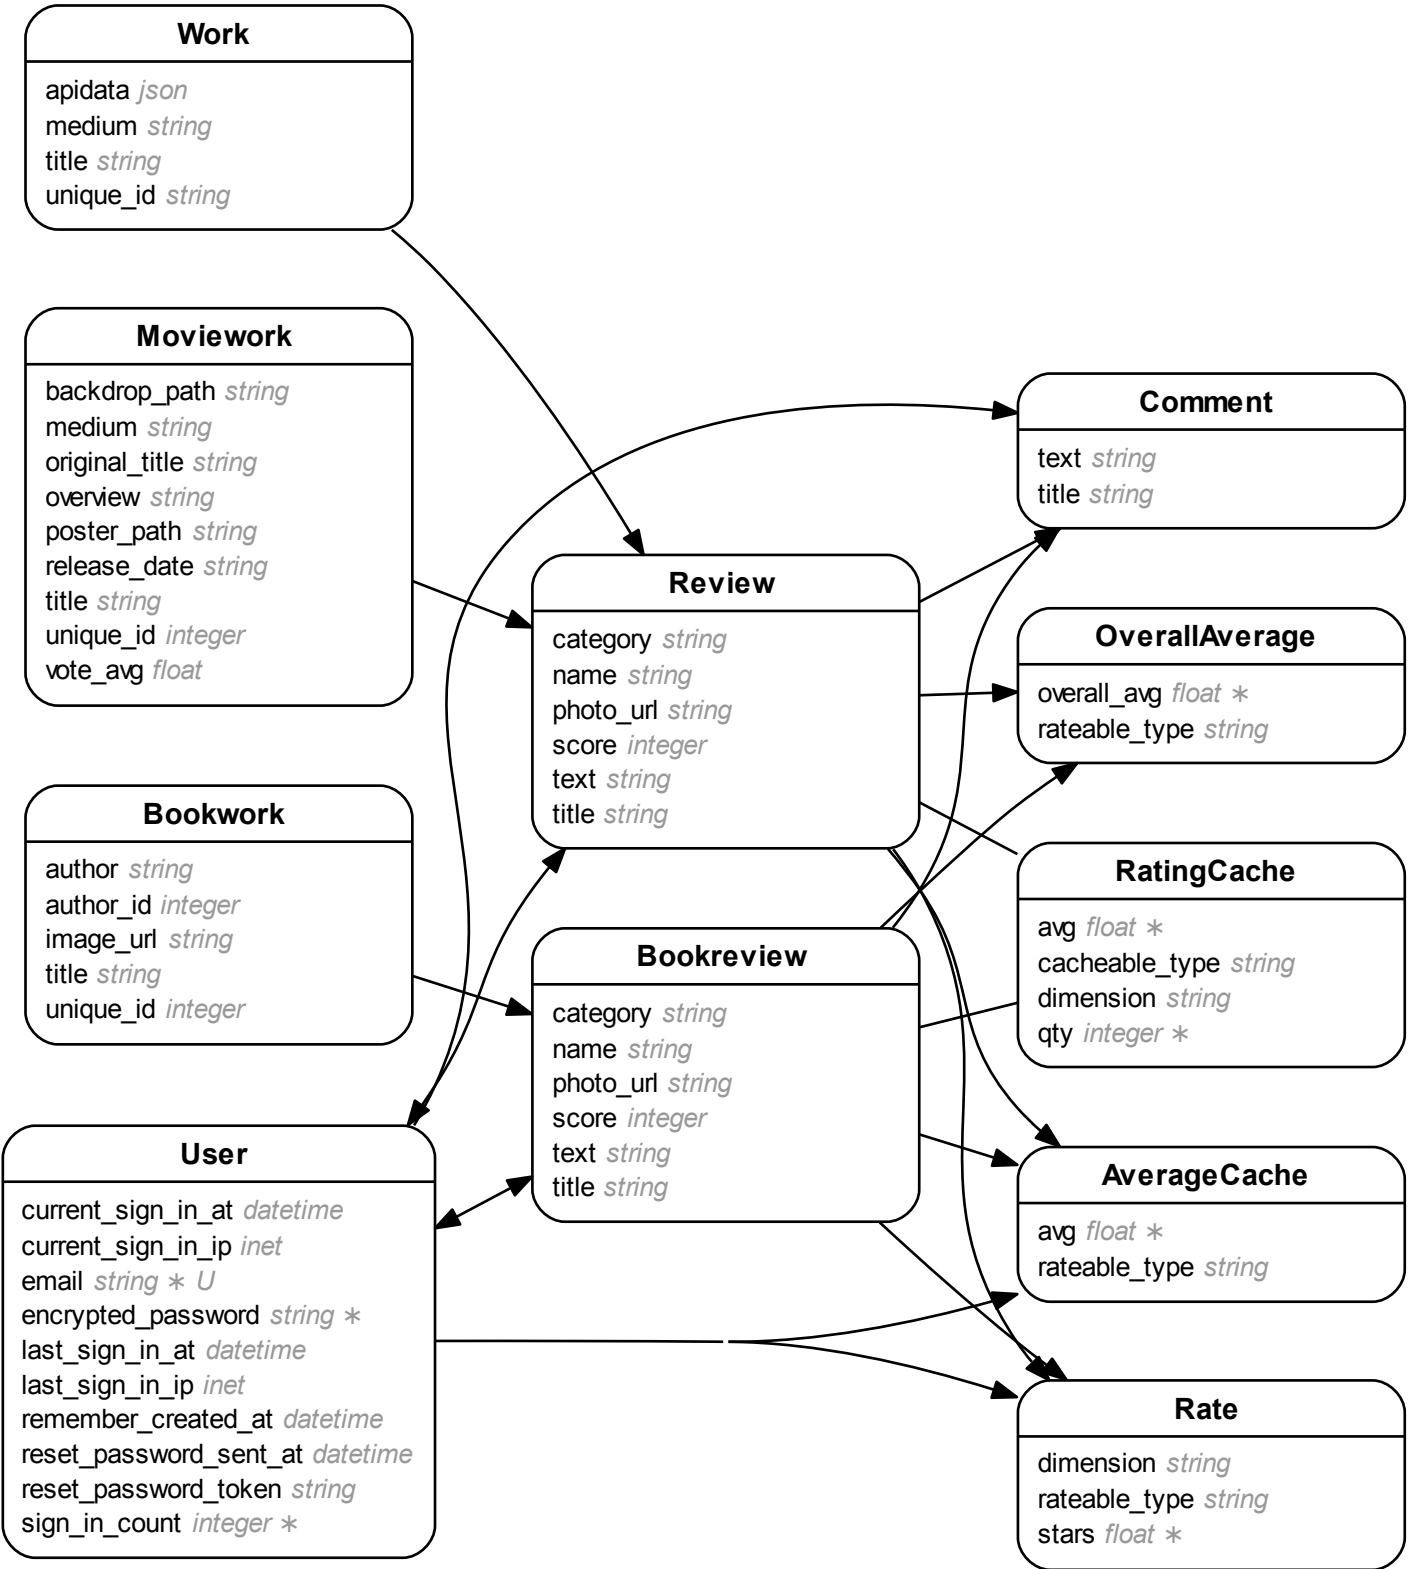 Work
apidata json
medium string
title string
unique_id string
Moviework
backdrop_path string
medium string
original_title string
overview string
poster_path string
release_date string
title string
unique_id integer
vote_avg float
Bookwork
author string
author_id integer
image_url string
title string
unique_id integer
User
current_sign_in_at datetime
current_sign_in_ip inet
email string ∗ U
encrypted_password string ∗
last_sign_in_at datetime
last_sign_in_ip inet
remember_created_at datetime
reset_password_sent_at datetime
reset_password_token string
sign_in_count integer ∗
Review
category string
name string
photo_url string
score integer
text string
title string
Bookreview
category string
name string
photo_url string
score integer
text string
title string
Comment
text string
title string
OverallAverage
overall_avg float ∗
rateable_type string
RatingCache
avg float ∗
cacheable_type string
dimension string
qty integer ∗
AverageCache
avg float ∗
rateable_type string
Rate
dimension string
rateable_type string
stars float ∗